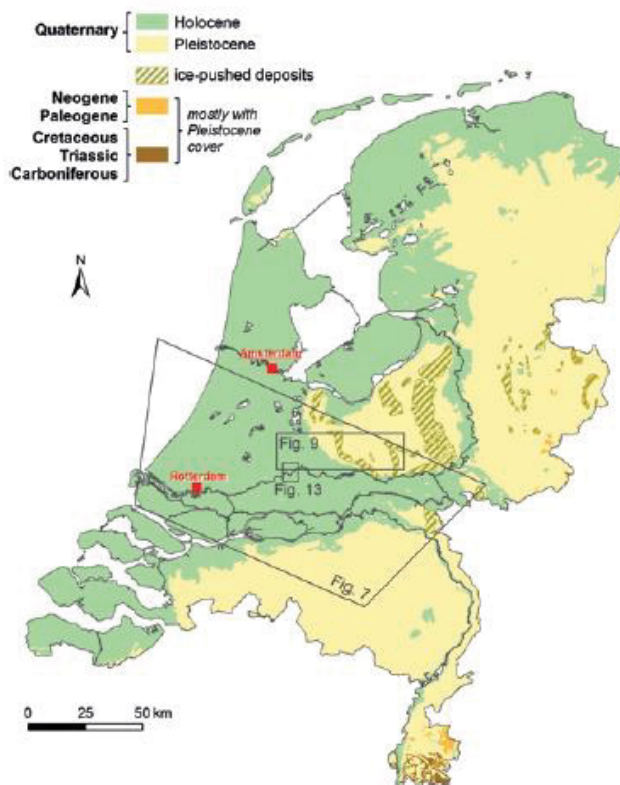 Quaternary
Holocene
Pleistocene
ice-pushed deposits
Neogene
Paleogene
Cretaceous
Triassic
Carboniferous
mostly with
Pleistocene
cover
N
Amsterdam
Fig. 9
Rotterdam
Fig. 13
Fig. 7
0 25 50 km